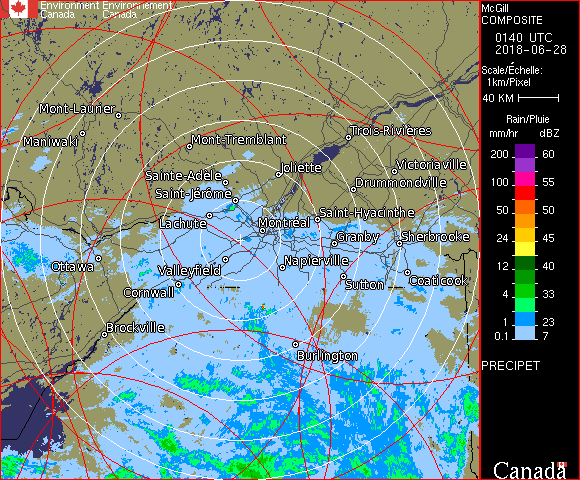 Environment Environnement
Canada Canada
Mont-Laurier
Maniwaki
Mont-Tremblant
Trois-Rivières
Joliette
Victoriaville
Sainte-Adèle
Drummondville
Saint-Jérôme
Lachute
Saint-Hyacinthe
Montréal
Granby
Sherbrooke
Ottawa
Valleyfield
Napierville
Sutton
Coaticook
Cornwall
Brockville
Burlington
McGill
COMPOSITE
0140 UTC
2018-06-28
Scale/Échelle:
1km/Pixel
40 KM
Rain/Pluie
mm/hr dBZ
200 60
100 55
50 50
24 45
12 40
4 33
1 23
0.1 7
PRECIPET
Canada